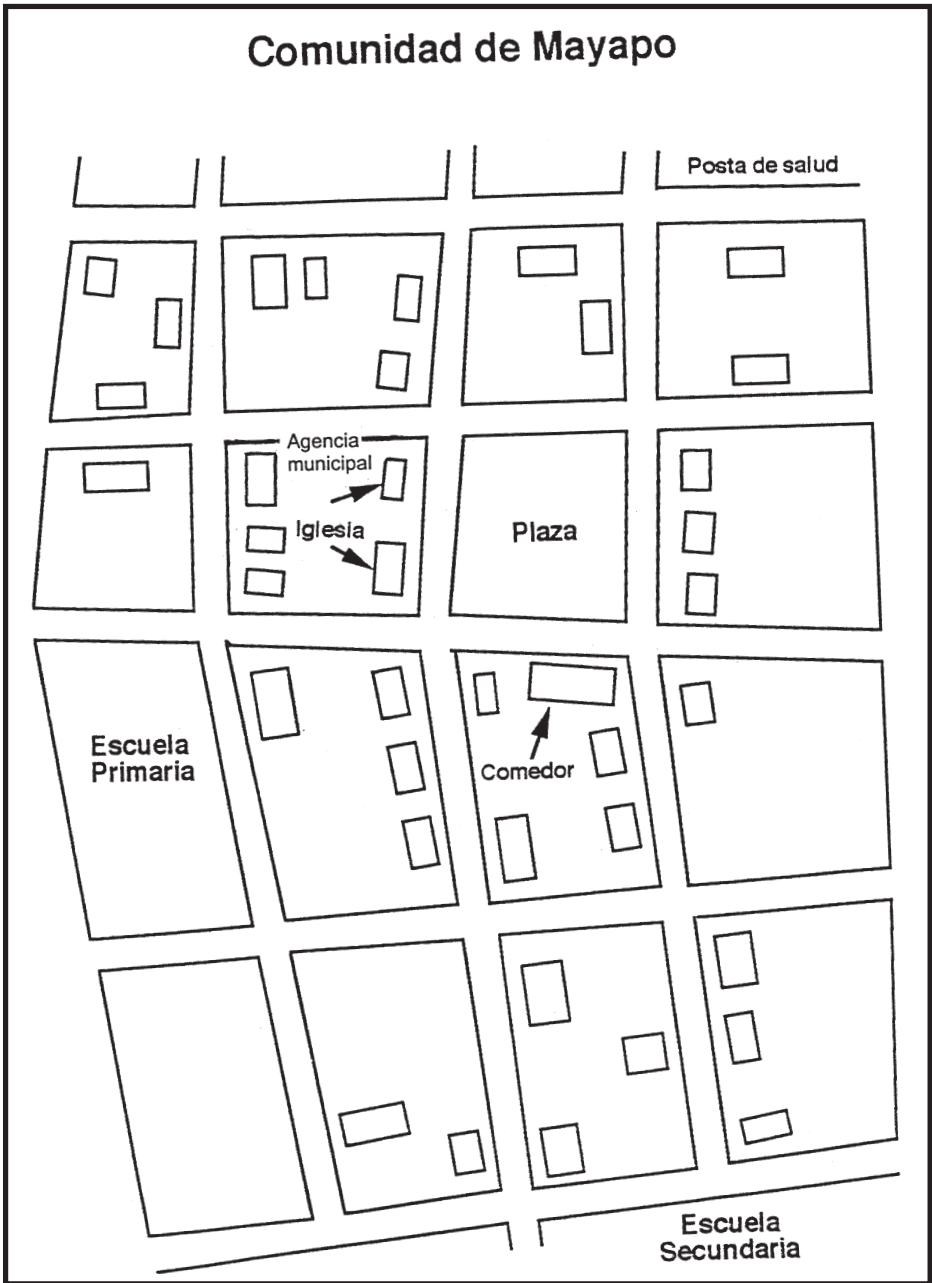 Comunidad de Mayapo
Posta de salud
Agencia
municipal
Iglesia
Plaza
Escuela
Primaria
Comedor
Escuela
Secundaria